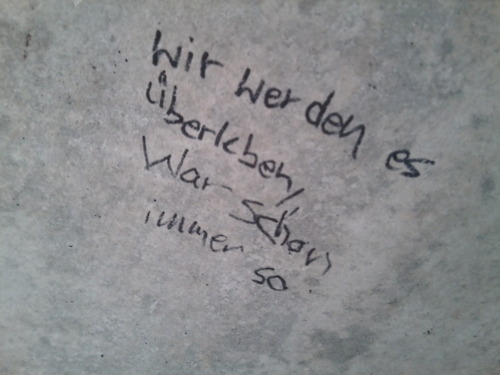 wir werden es
überleben,
War schon
immer so